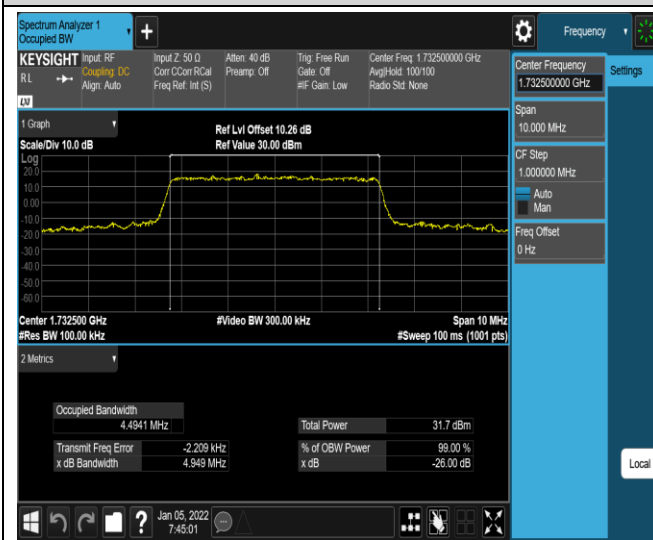 Spectrum Analyzer 1
Occupied BW
+
Frequency
KEYSIGHT
RL
LXI
Input: RF
Coupling: DC
Align: Auto
Input Z: 50 Ω
Corr CCorr RCal
Freq Ref: Int (S)
Atten: 40 dB
Preamp: Off
Trig: Free Run
Gate: Off
#IF Gain: Low
Center Freq: 1.732500000 GHz
Avg|Hold: 100/100
Radio Std: None
Center Frequency
1.732500000 GHz
Settings
Span
10.000 MHz
CF Step
1.000000 MHz
Auto
Man
Freq Offset
0 Hz
1 Graph
Scale/Div 10.0 dB
Ref Lvl Offset 10.26 dB
Ref Value 30.00 dBm
Log
20.0
10.0
0.00
-10.0
-20.0
-30.0
-40.0
-50.0
-60.0
Center 1.732500 GHz
#Video BW 300.00 kHz
Span 10 MHz
#Res BW 100.00 kHz
#Sweep 100 ms (1001 pts)
2 Metrics
Occupied Bandwidth
4.4941 MHz
Total Power 31.7 dBm
Transmit Freq Error -2.209 kHz
% of OBW Power 99.00 %
x dB Bandwidth 4.949 MHz
x dB -26.00 dB
Local
?
Jan 05, 2022
7:45:01